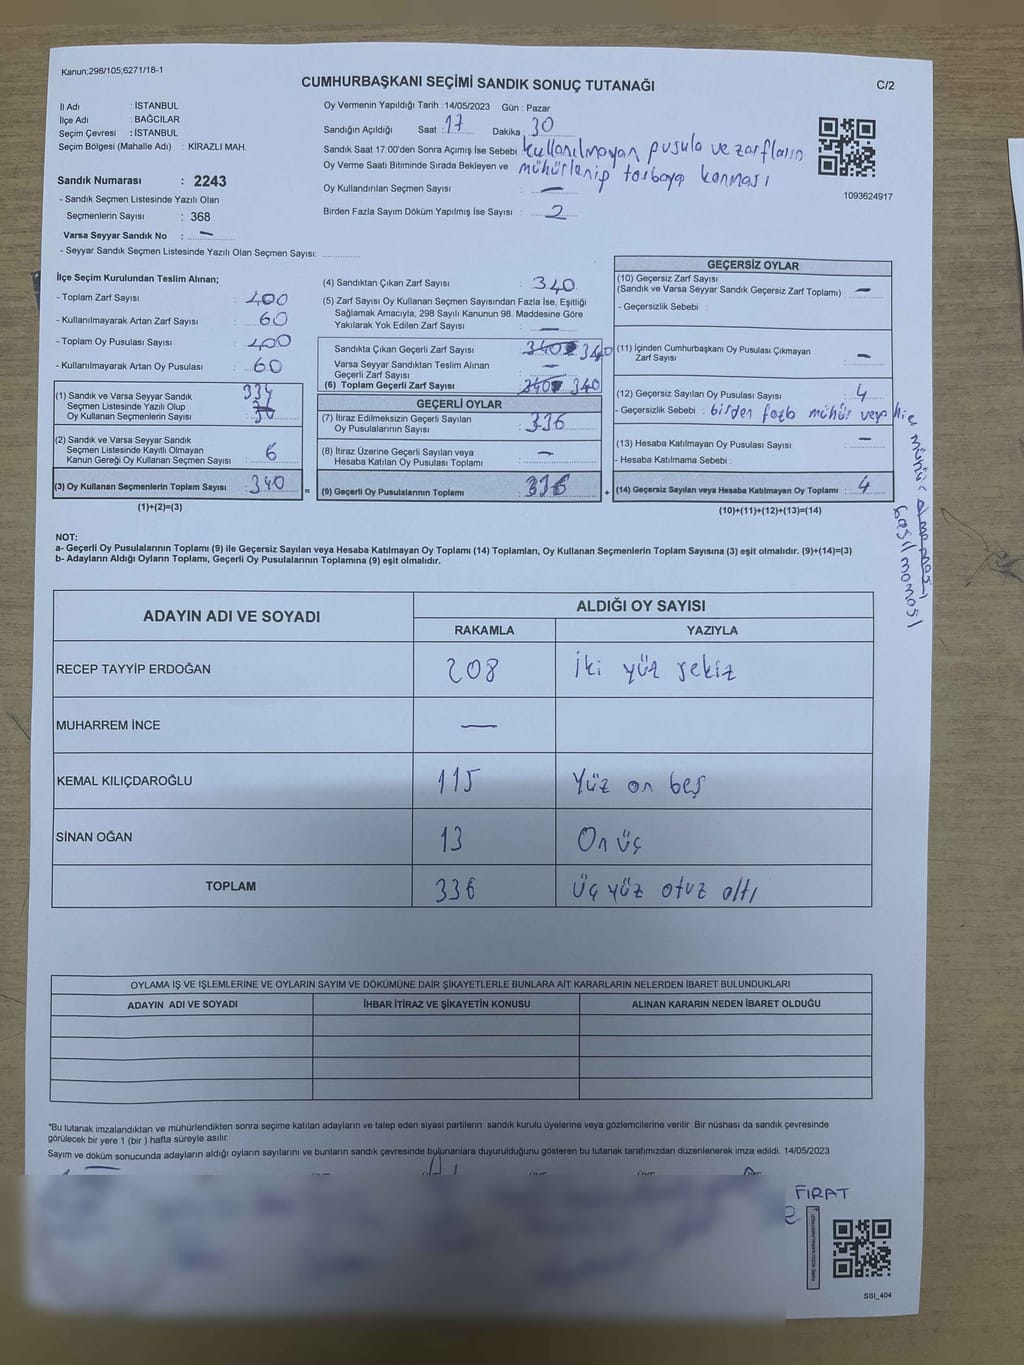 Kanun;298/105;6271/18-1
CUMHURBAŞKANI SEÇİMİ SANDIK SONUÇ TUTANAĞI
C/2
İl Adı : İSTANBUL
İlçe Adı : BAĞCILAR
Seçim Çevresi : İSTANBUL
Seçim Bölgesi (Mahalle Adı) : KİRAZLI MAH.
Sandık Numarası : 2243
- Sandık Seçmen Listesinde Yazılı Olan
Seçmenlerin Sayısı : 368
Varsa Seyyar Sandık No : —
- Seyyar Sandık Seçmen Listesinde Yazılı Olan Seçmen Sayısı:
Oy Vermenin Yapıldığı Tarih : 14/05/2023 Gün : Pazar
Sandığın Açıldığı Saat : 17 Dakika 30
Sandık Saat 17:00'den Sonra Açımış İse Sebebi kullanılmayan pusula ve zarfların
Oy Verme Saati Bitiminde Sırada Bekleyen ve mühürlenip torbaya konması
Oy Kullandırılan Seçmen Sayısı : —
Birden Fazla Sayım Döküm Yapılmış İse Sayısı : 2
1093624917
İlçe Seçim Kurulundan Teslim Alınan;
- Toplam Zarf Sayısı : 400
- Kullanılmayarak Artan Zarf Sayısı : 60
- Toplam Oy Pusulası Sayısı : 400
- Kullanılmayarak Artan Oy Pusulası : 60
(1) Sandık ve Varsa Seyyar Sandık 334
Seçmen Listesinde Yazılı Olup
Oy Kullanan Seçmenlerin Sayısı :
(2) Sandık ve Varsa Seyyar Sandık
Seçmen Listesinde Kayıtlı Olmayan
Kanun Gereği Oy Kullanan Seçmen Sayısı : 6
(3) Oy Kullanan Seçmenlerin Toplam Sayısı : 340
(1)+(2)=(3)
(4) Sandıktan Çıkan Zarf Sayısı : 340
(5) Zarf Sayısı Oy Kullanan Seçmen Sayısından Fazla İse, Eşitliği
Sağlamak Amacıyla; 298 Sayılı Kanunun 98. Maddesine Göre
Yakılarak Yok Edilen Zarf Sayısı : —
Sandıkta Çıkan Geçerli Zarf Sayısı : 340 340
Varsa Seyyar Sandıktan Teslim Alınan
Geçerli Zarf Sayısı : —
(6) Toplam Geçerli Zarf Sayısı : 340 340
GEÇERLİ OYLAR
(7) İtiraz Edilmeksizin Geçerli Sayılan
Oy Pusulalarının Sayısı : 336
(8) İtiraz Üzerine Geçerli Sayılan veya
Hesaba Katılan Oy Pusulası Toplamı : —
(9) Geçerli Oy Pusulalarının Toplamı : 336
+
GEÇERSİZ OYLAR
(10) Geçersiz Zarf Sayısı
(Sandık ve Varsa Seyyar Sandık Geçersiz Zarf Toplamı) : —
- Geçersizlik Sebebi :
(11) İçinden Cumhurbaşkanı Oy Pusulası Çıkmayan
Zarf Sayısı : —
(12) Geçersiz Sayılan Oy Pusulası Sayısı : 4
- Geçersizlik Sebebi : birden fazla mühür veya hiç
mühür
basılmaması
(13) Hesaba Katılmayan Oy Pusulası Sayısı : —
- Hesaba Katılmama Sebebi :
(14) Geçersiz Sayılan veya Hesaba Katılmayan Oy Toplamı : 4
(10)+(11)+(12)+(13)=(14)
NOT:
a- Geçerli Oy Pusulalarının Toplamı (9) ile Geçersiz Sayılan veya Hesaba Katılmayan Oy Toplamı (14) Toplamları, Oy Kullanan Seçmenlerin Toplam Sayısına (3) eşit olmalıdır. (9)+(14)=(3)
b- Adayların Aldığı Oyların Toplamı, Geçerli Oy Pusulalarının Toplamına (9) eşit olmalıdır.
ADAYIN ADI VE SOYADI ALDIĞI OY SAYISI
RAKAMLA YAZIYLA
RECEP TAYYİP ERDOĞAN 208 İki yüz sekiz
MUHARREM İNCE —
KEMAL KILIÇDAROĞLU 115 Yüz on beş
SİNAN OĞAN 13 On üç
TOPLAM 336 üç yüz otuz altı
OYLAMA İŞ VE İŞLEMLERİNE VE OYLARIN SAYIM VE DÖKÜMÜNE DAİR ŞİKAYETLERLE BUNLARA AİT KARARLARIN NELERDEN İBARET BULUNDUKLARI
ADAYIN ADI VE SOYADI İHBAR İTİRAZ VE ŞİKAYETİN KONUSU ALINAN KARARIN NEDEN İBARET OLDUĞU
"Bu tutanak imzalandıktan ve mühürlendikten sonra seçime katılan adayların ve talep eden siyasi partilerin sandık kurulu üyelerine veya gözlemcilerine verilir .Bir nüshası da sandık çevresinde
görülecek bir yere 1 (bir ) hafta süreyle asılır.
Sayım ve döküm sonucunda adayların aldığı oyların sayılarını ve bunların sandık çevresinde bulunanlara duyurulduğunu gösteren bu tutanak tarafımızdan düzenlenerek imza edildi. 14/05/2023
FIRAT
SSI_404